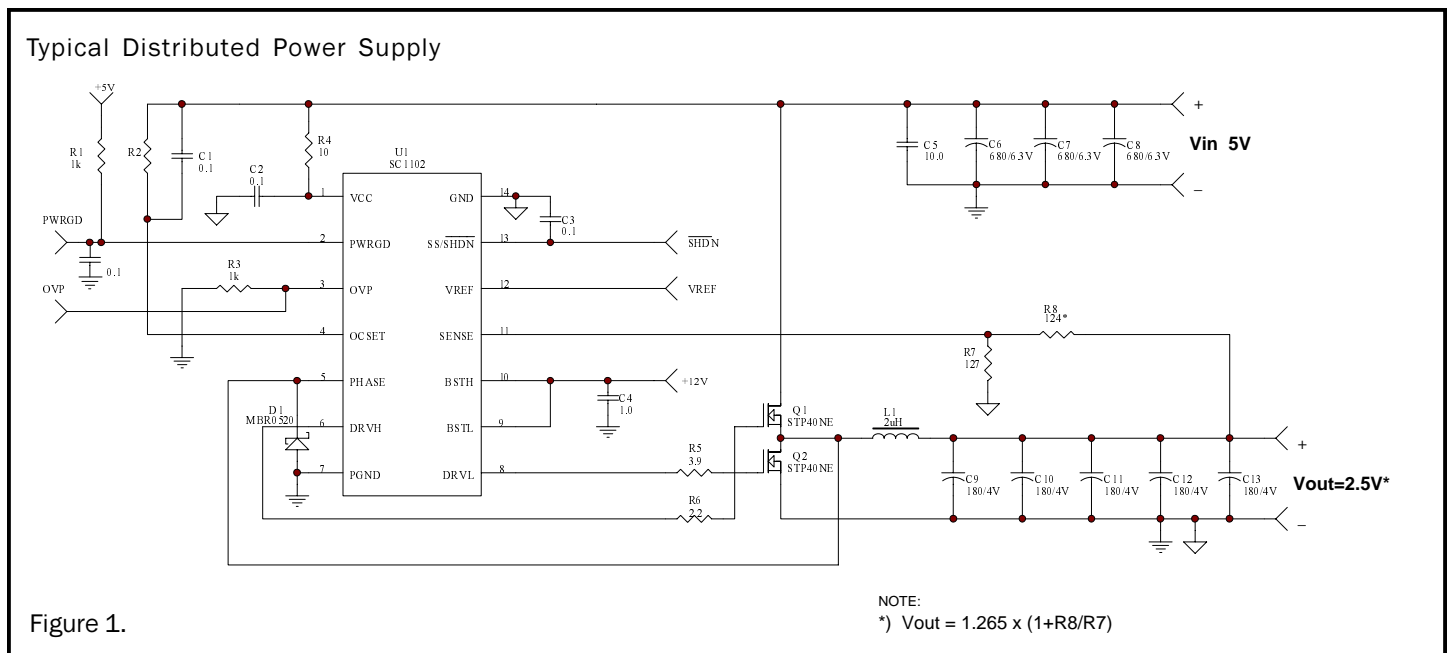 Typical Distributed Power Supply
+5V
R1
1k
R2
C1
0.1
R4
10
C2
0.1
U1
SC1102
1
VCC
GND
14
C3
0.1
PWRGD
2
PWRGD
SS/SHDN
13
SHDN
0.1
R3
1k
OVP
3
OVP
VREF
12
VREF
4
OCSET
SENSE
11
5
PHASE
BSTH
10
+12V
C4
1.0
D1
MBR0520
6
DRVH
BSTL
9
7
PGND
DRVL
8
R5
3.9
R6
2.2
Q1
STP40NE
Q2
STP40NE
C5
10.0
C6
680/6.3V
C7
680/6.3V
C8
680/6.3V
+
Vin 5V
_
R8
124*
R7
127
L1
2uH
C9
180/4V
C10
180/4V
C11
180/4V
C12
180/4V
C13
180/4V
+
Vout=2.5V*
_
Figure 1.
NOTE:
*) Vout = 1.265 x (1+R8/R7)